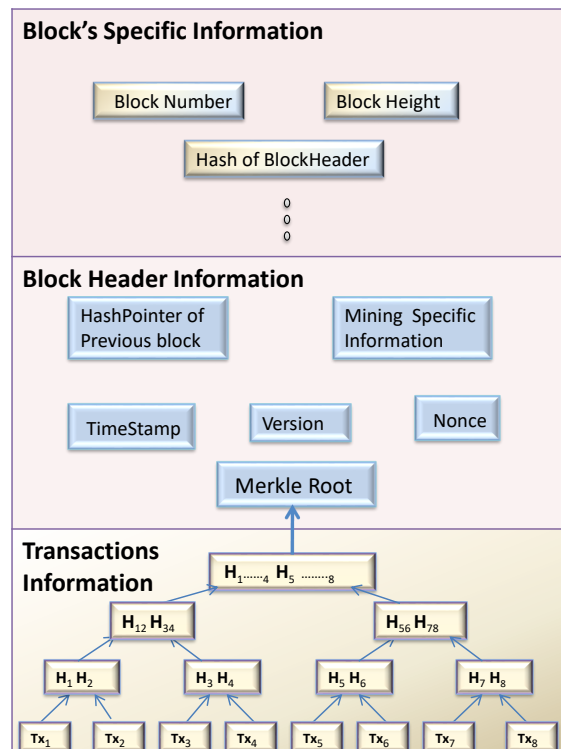 Block's Specific Information
Block Number
Block Height
Hash of BlockHeader
Block Header Information
HashPointer of
Previous block
Mining Specific
Information
TimeStamp
Version
Nonce
Merkle Root
Transactions
Information
H1......4 H5 ........8
H12 H34
H56 H78
H1 H2
H3 H4
H5 H6
H7 H8
Tx1
Tx2
Tx3
Tx4
Tx5
Tx6
Tx7
Tx8